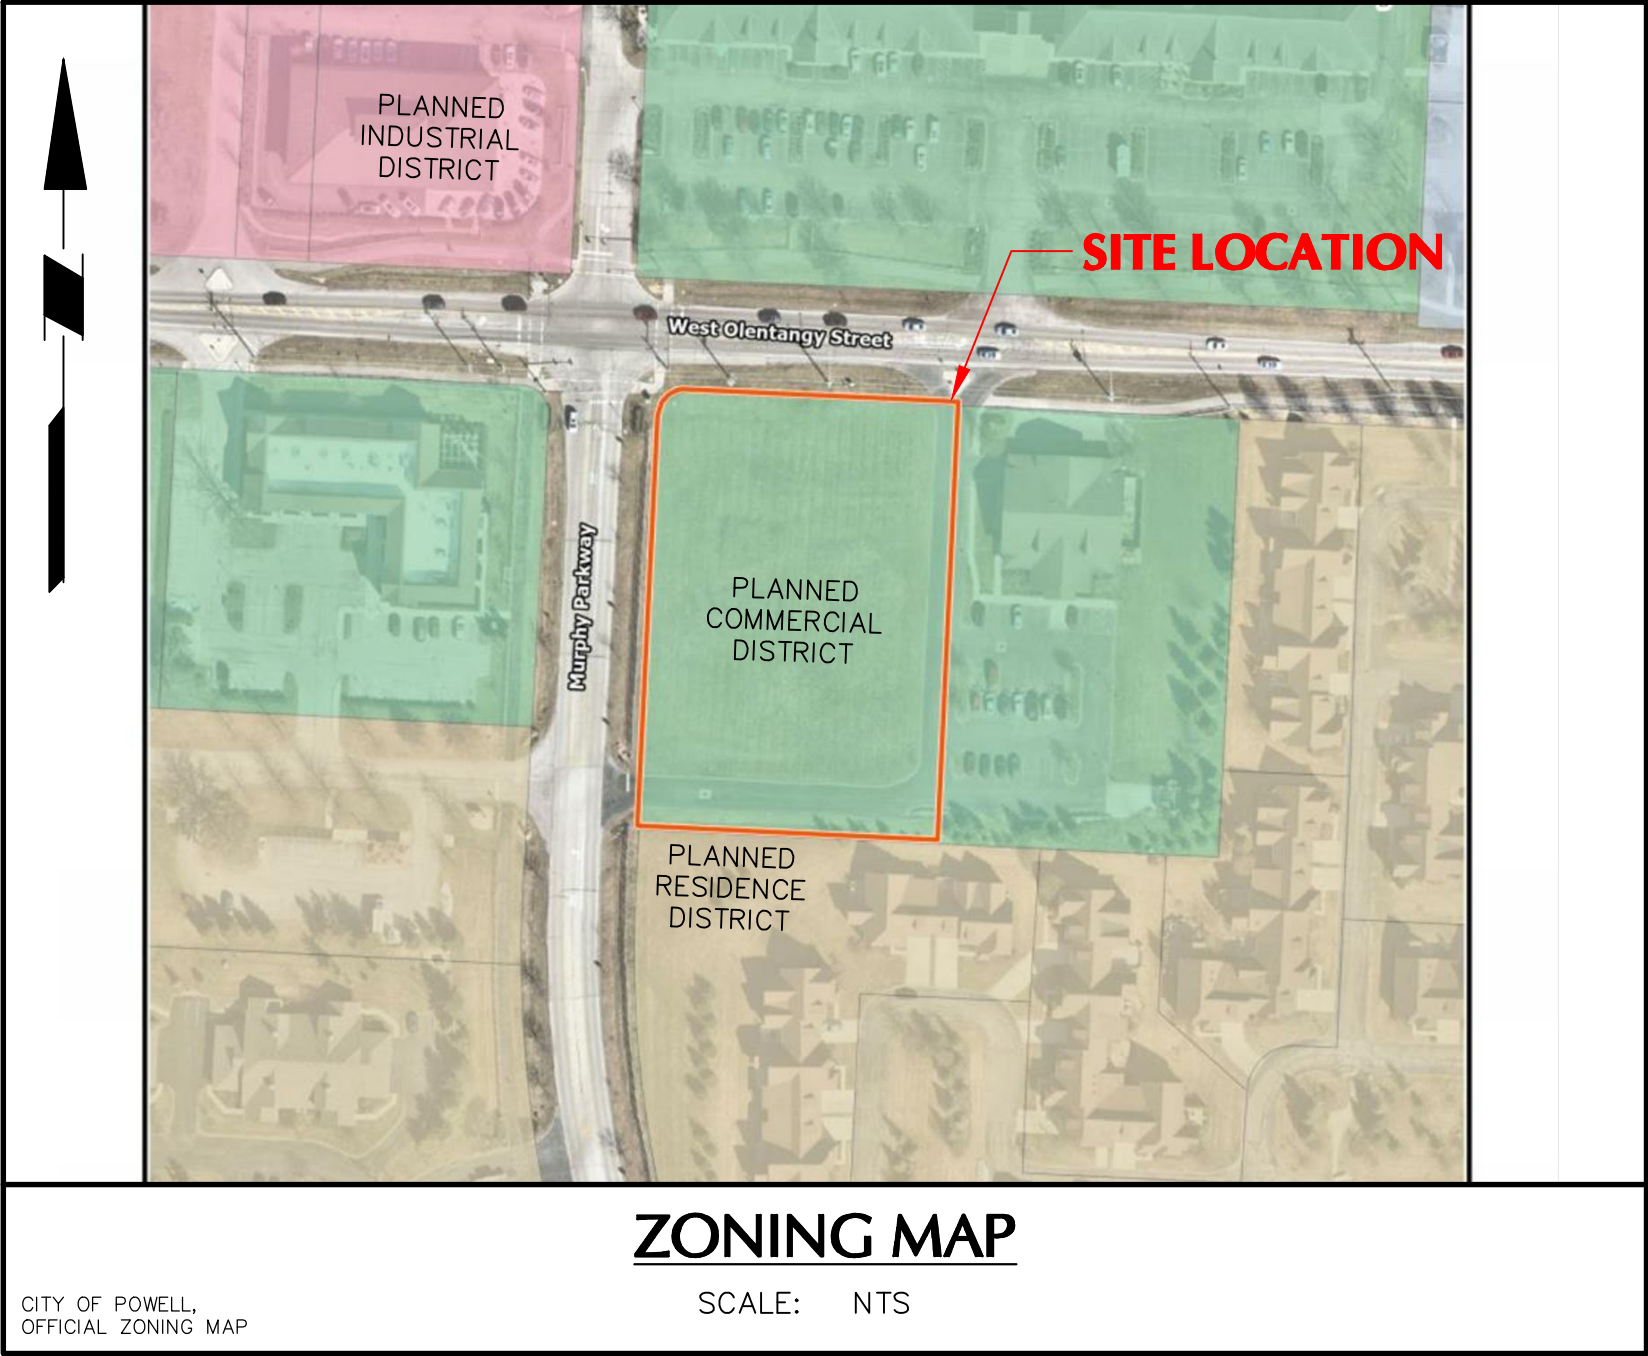 PLANNED
INDUSTRIAL
DISTRICT
SITE LOCATION
West Olentangy Street
Murphy Parkway
PLANNED
COMMERCIAL
DISTRICT
PLANNED
RESIDENCE
DISTRICT
ZONING MAP
SCALE: NTS
CITY OF POWELL,
OFFICIAL ZONING MAP